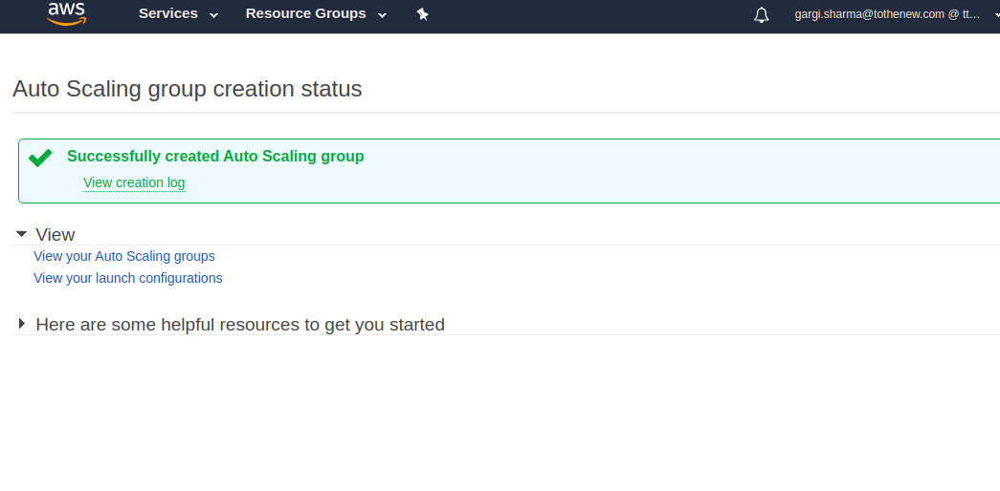 aws Services Resource Groups gargi.sharma@tothenew.com @ tt...
Auto Scaling group creation status
Successfully created Auto Scaling group
View creation log
View
View your Auto Scaling groups
View your launch configurations
Here are some helpful resources to get you started